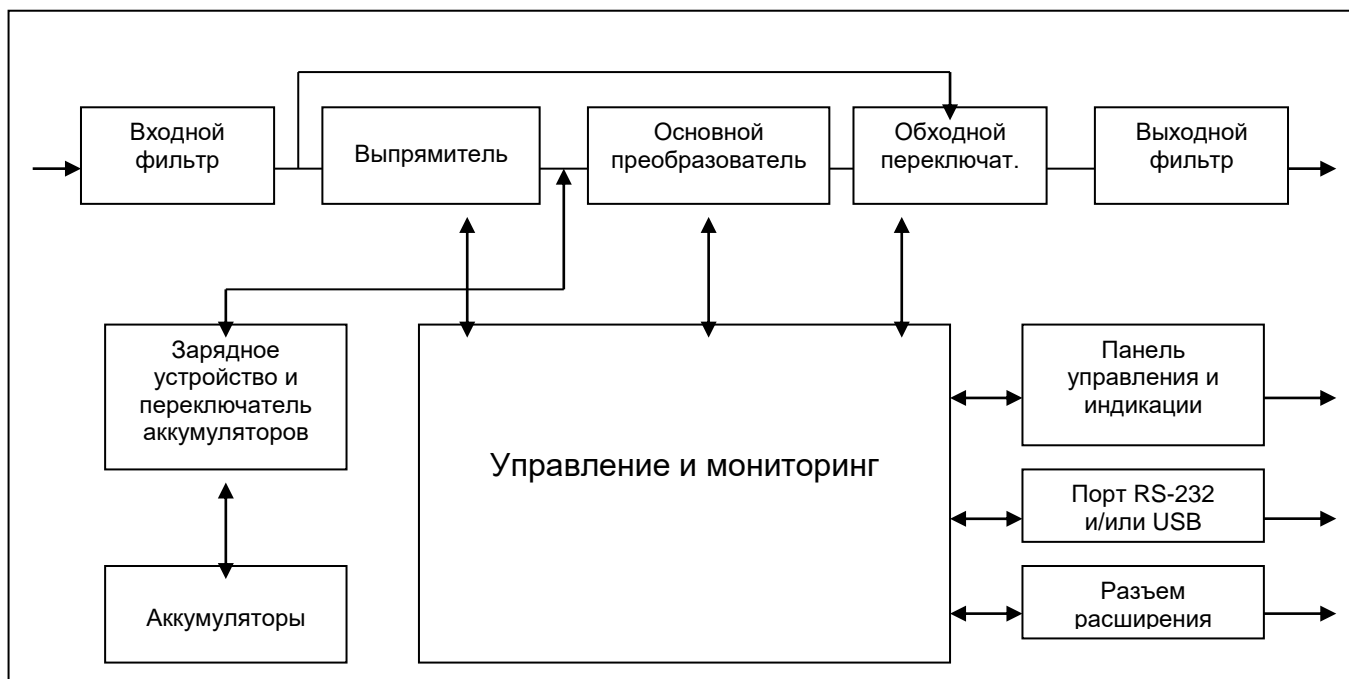 Входной
фильтр
Выпрямитель
Основной
преобразователь
Обходной
переключат.
Выходной
фильтр
Зарядное
устройство и
переключатель
аккумуляторов
Управление и мониторинг
Панель
управления и
индикации
Порт RS-232
и/или USB
Аккумуляторы
Разъем
расширения